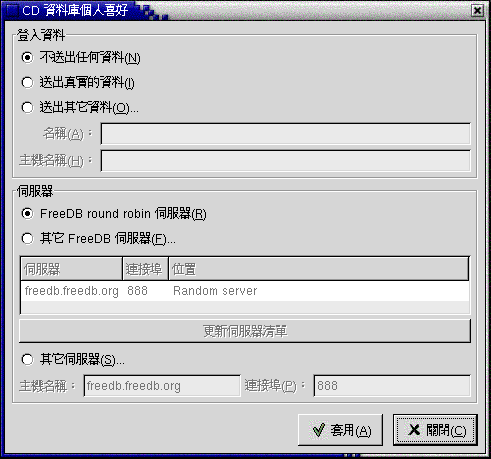 CD 資料庫個人喜好
登入資料
不送出任何資料(N)
送出真實的資料(I)
送出其它資料(O)...
名稱(A)：
主機名稱(H)：
伺服器
FreeDB round robin 伺服器(R)
其它 FreeDB 伺服器(F)...
伺服器 連接埠 位置
freedb.freedb.org 888 Random server
更新伺服器清單
其它伺服器(S)...
主機名稱： freedb.freedb.org 連接埠(P)： 888
套用(A) 關閉(C)